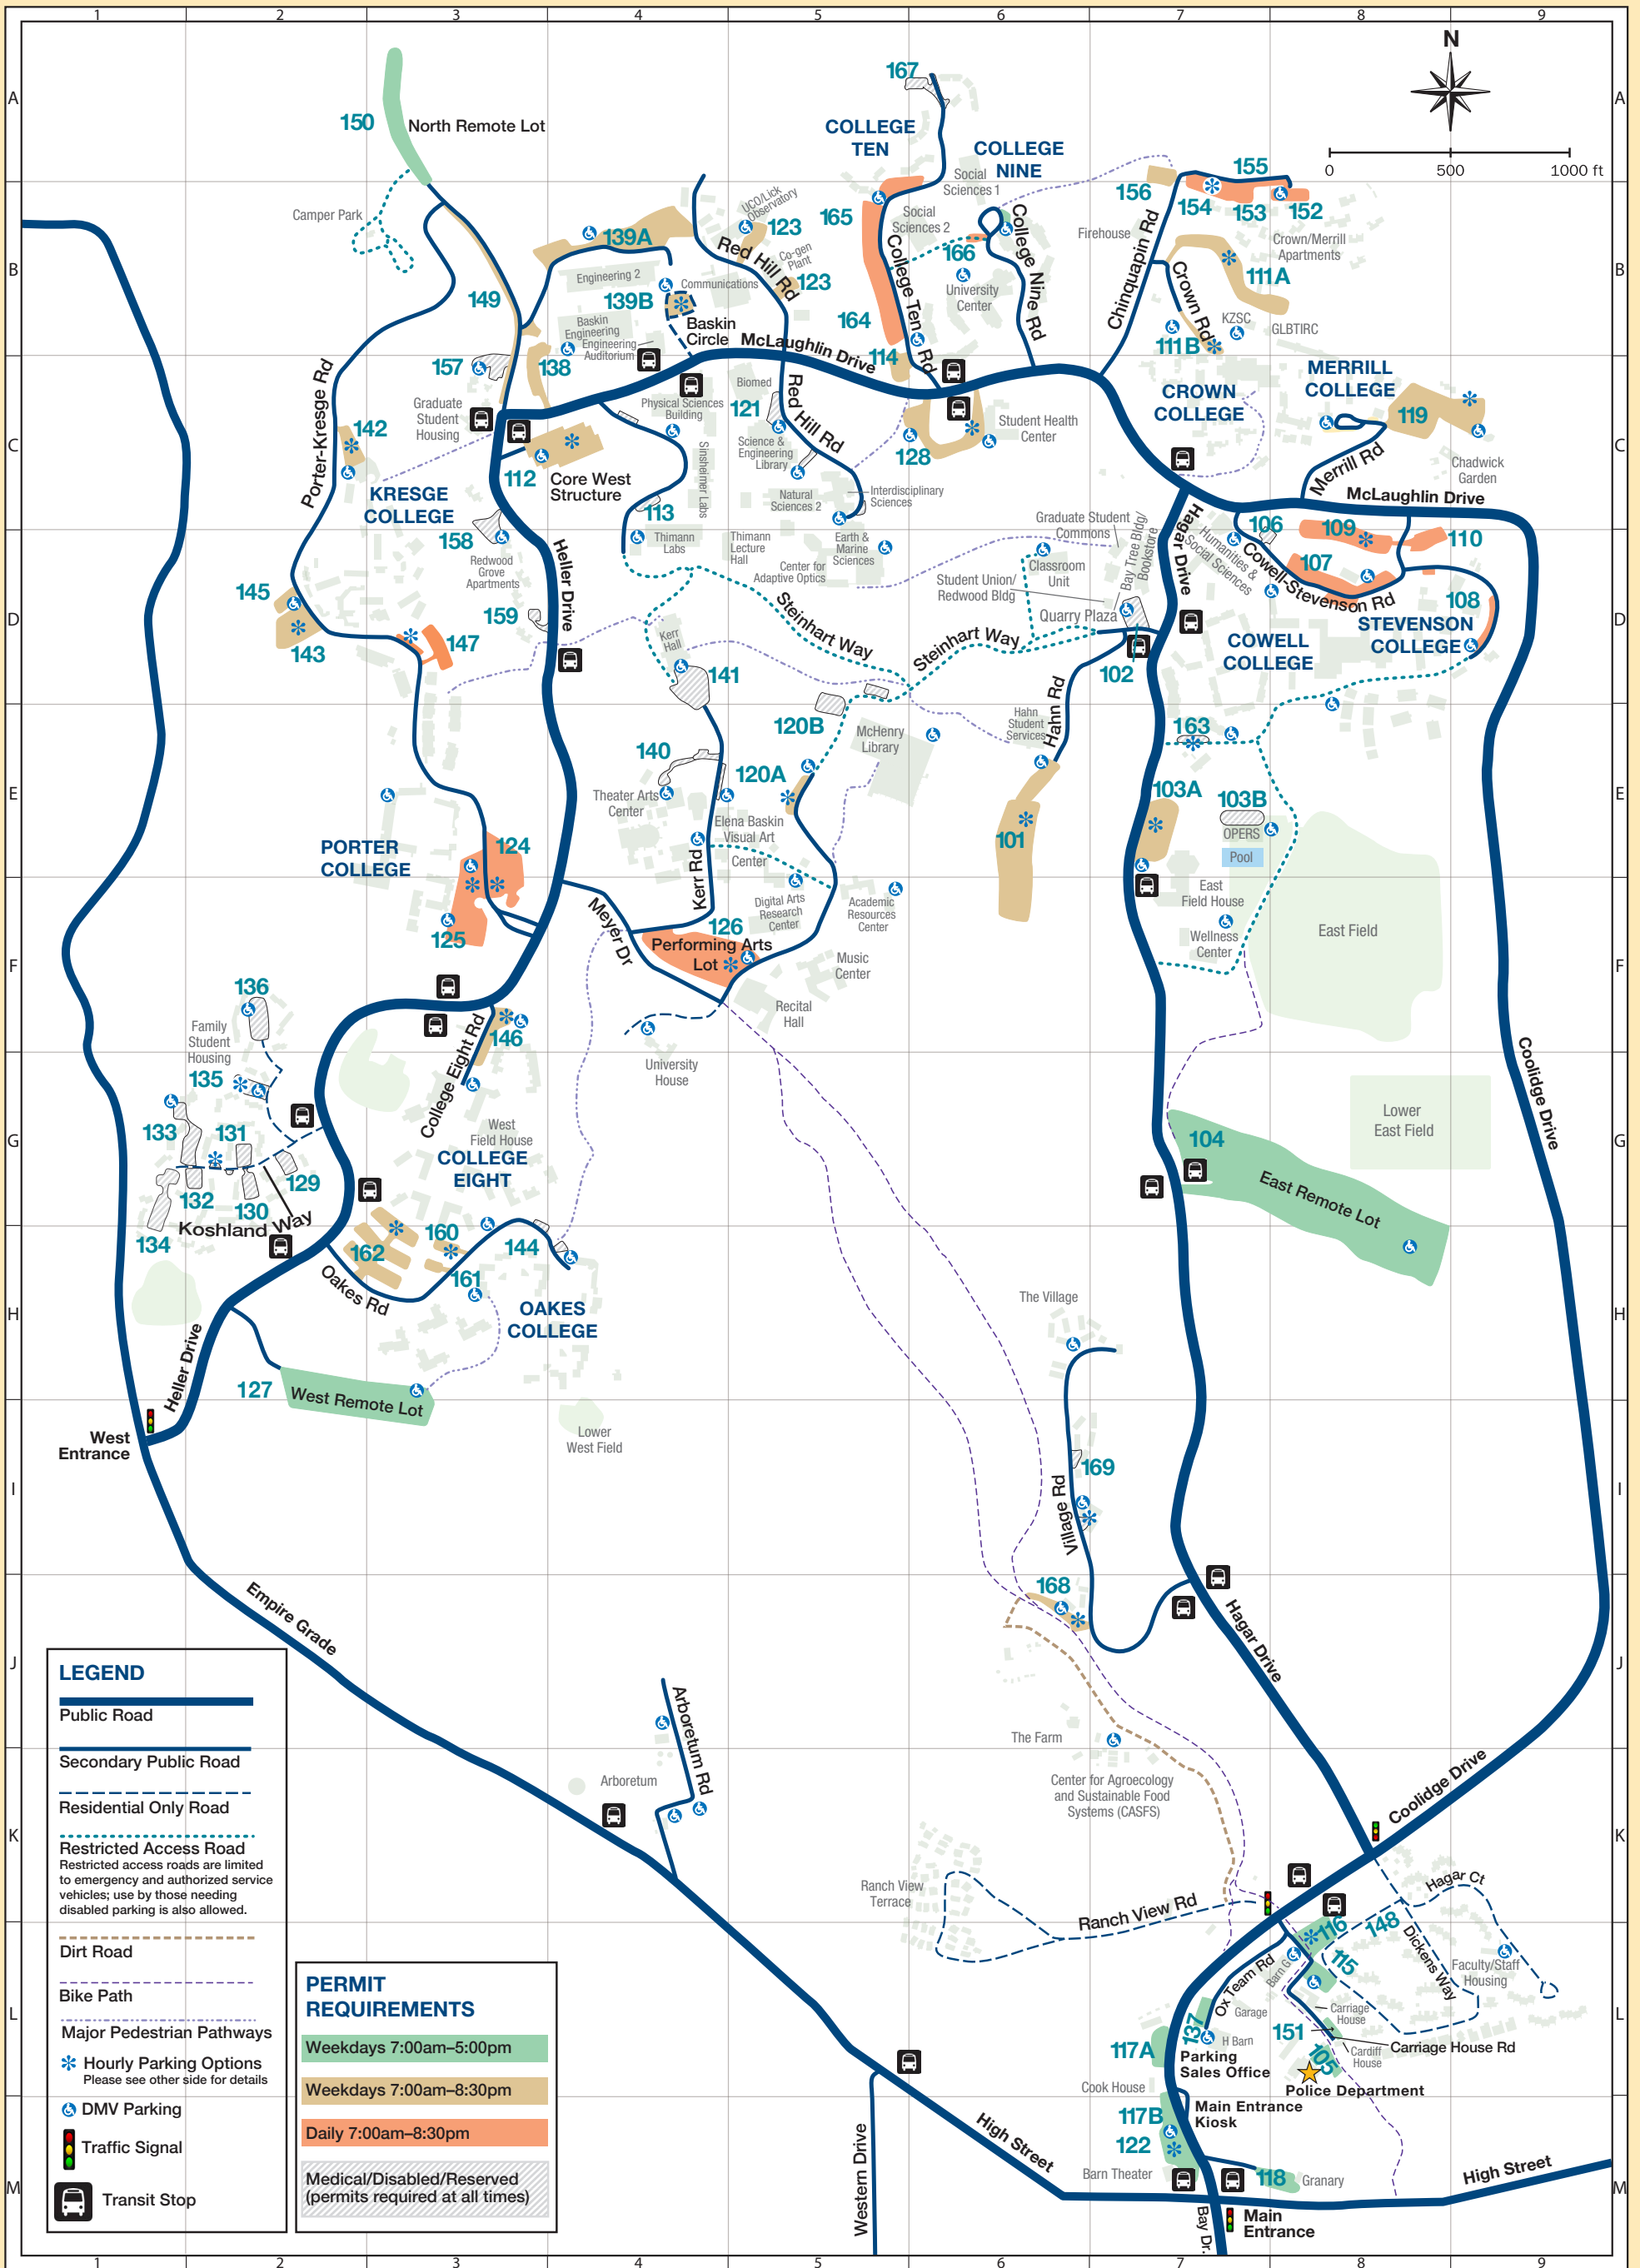 1 2 3 4 5 6 7 8 9
N
0 500 1000 ft
A A
167
COLLEGE
TEN
COLLEGE
NINE
150
North Remote Lot
Social
Sciences 1
155
156
154
153
152
Camper Park
UCO/Lick
Observatory
165
Social
Sciences 2
Firehouse
Crown/Merrill
Apartments
B B
139A
123
Red Hill Rd
Co-gen
Plant
123
College Ten Rd
166
University
Center
College Nine Rd
Chinquapin Rd
Crown Rd
111A
Engineering 2
Communications
149
139B
Baskin
Engineering
Engineering
Auditorium
Baskin
Circle
McLaughlin Drive
164
114
KZSC
GLBTIRC
111B
157
138
Porter-Kresge Rd
Graduate
Student
Housing
Biomed
Physical Sciences
Building
121
Red Hill Rd
Science &
Engineering
Library
128
Student Health
Center
CROWN
COLLEGE
MERRILL
COLLEGE
119
C C
142
112
Core West
Structure
Sinsheimer Labs
Natural
Sciences 2
Interdisciplinary
Sciences
Merrill Rd
Chadwick
Garden
McLaughlin Drive
KRESGE
COLLEGE
158
113
Thimann
Labs
Thimann
Lecture
Hall
Center for
Adaptive Optics
Earth &
Marine
Sciences
Graduate Student
Commons
Classroom
Unit
Bay Tree Bldg/
Bookstore
Hagar Drive
Humanities &
Social Sciences
106
109
110
107
Cowell-Stevenson Rd
108
Redwood
Grove
Apartments
Heller Drive
Student Union/
Redwood Bldg
Quarry Plaza
145
143
147
159
D D
Kerr
Hall
Steinhart Way
Steinhart Way
102
COWELL
COLLEGE
STEVENSON
COLLEGE
141
120B
McHenry
Library
Hahn
Student
Services
Hahn Rd
163
140
120A
Theater Arts
Center
E E
101
103A
103B
OPERS
Pool
Elena Baskin
Visual Art
Center
PORTER
COLLEGE
124
125
Kerr Rd
Meyer Dr
Digital Arts
Research
Center
Academic
Resources
Center
East
Field House
Wellness
Center
East Field
126
Performing Arts
Lot
Music
Center
Recital
Hall
F F
136
Family
Student
Housing
146
College Eight Rd
University
House
Coolidge Drive
135
133
131
132
130
129
134
Koshland Way
West
Field House
COLLEGE
EIGHT
Lower
East Field
G G
104
East Remote Lot
162
160
161
144
Oakes Rd
OAKES
COLLEGE
The Village
H H
Heller Drive
127
West Remote Lot
Lower
West Field
West
Entrance
I I
169
Village Rd
Empire Grade
168
Hagar Drive
J J
Arboretum Rd
The Farm
Arboretum
Center for Agroecology
and Sustainable Food
Systems (CASFS)
Coolidge Drive
K K
Ranch View
Terrace
Ranch View Rd
Hagar Ct
116
148
115
Dickens Way
Faculty/Staff
Housing
Ox Team Rd
Barn G
Garage
Carriage
House
L L
137
H Barn
151
Carriage House Rd
Cardiff
House
105
117A
Parking
Sales Office
Police Department
Cook House
117B
Main Entrance
Kiosk
122
Barn Theater
118
Granary
High Street
High Street
Western Drive
M M
Bay Dr.
Main
Entrance
LEGEND
Public Road
Secondary Public Road
Residential Only Road
Restricted Access Road
Restricted access roads are limited
to emergency and authorized service
vehicles; use by those needing
disabled parking is also allowed.
Dirt Road
Bike Path
Major Pedestrian Pathways
Hourly Parking Options
Please see other side for details
DMV Parking
Traffic Signal
Transit Stop
PERMIT
REQUIREMENTS
Weekdays 7:00am–5:00pm
Weekdays 7:00am–8:30pm
Daily 7:00am–8:30pm
Medical/Disabled/Reserved
(permits required at all times)
1 2 3 4 5 6 7 8 9